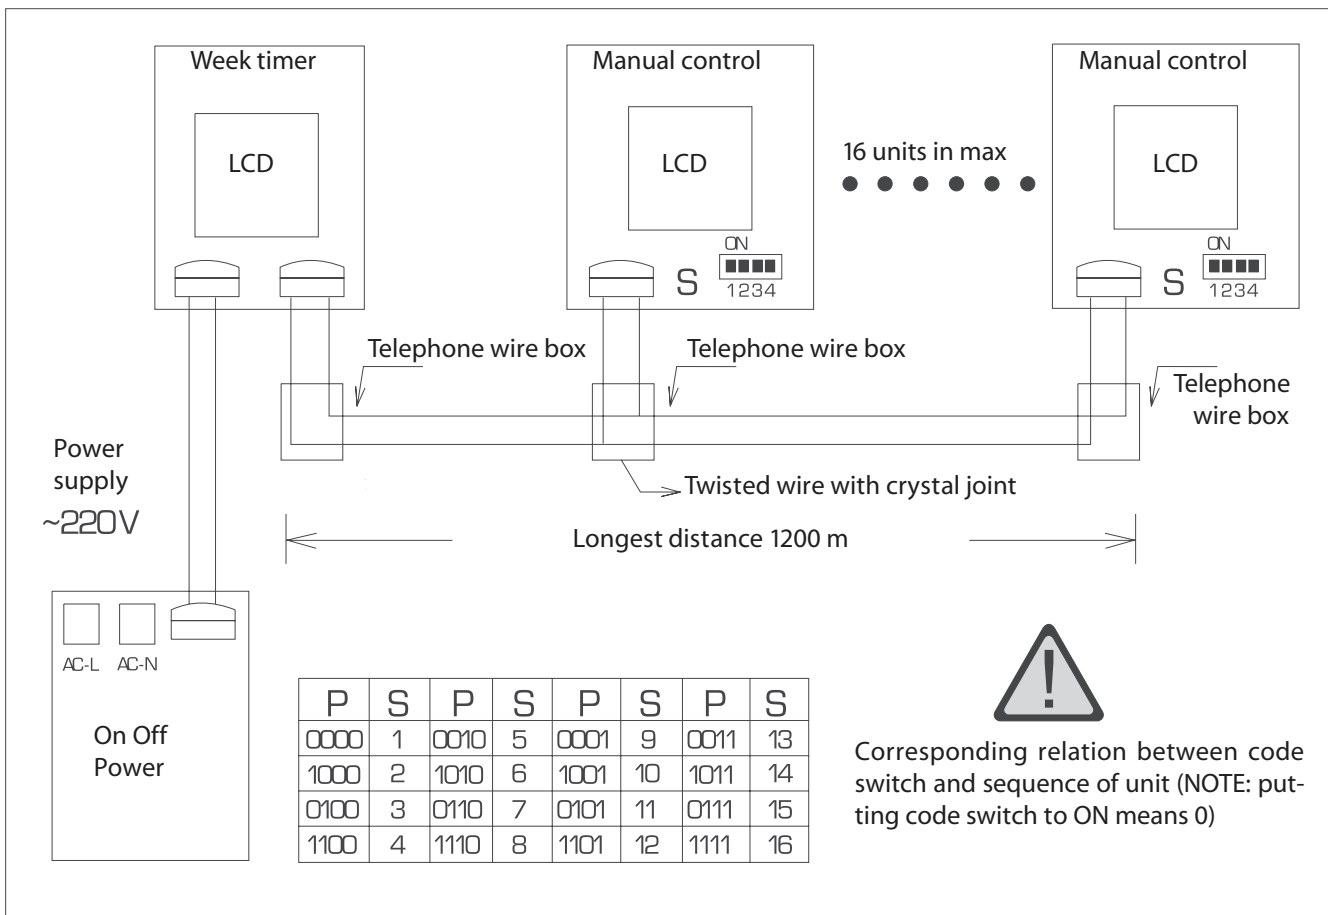 Week timer
Manual control
Manual control
LCD
LCD
16 units in max
LCD
ON
ON
S
1234
S
1234
Telephone wire box
Telephone wire box
Telephone
wire box
Power
supply
~220V
Twisted wire with crystal joint
Longest distance 1200 m
AC-L AC-N
On Off
Power
P S P S P S P S
0000 1 0010 5 0001 9 0011 13
1000 2 1010 6 1001 10 1011 14
0100 3 0110 7 0101 11 0111 15
1100 4 1110 8 1101 12 1111 16
!
Corresponding relation between code
switch and sequence of unit (NOTE: put-
ting code switch to ON means 0)